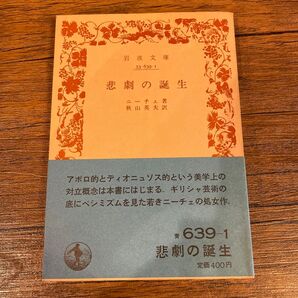 岩波文庫
33-639-1
悲劇の誕生
ニーチェ著
秋山英夫訳
アポロ的とディオニュソス的という美学上の
対立概念は本書にはじまる。ギリシャ芸術の
底にペシミズムを見た若きニーチェの処女作.
青 639-1
悲劇の誕生
定価400円